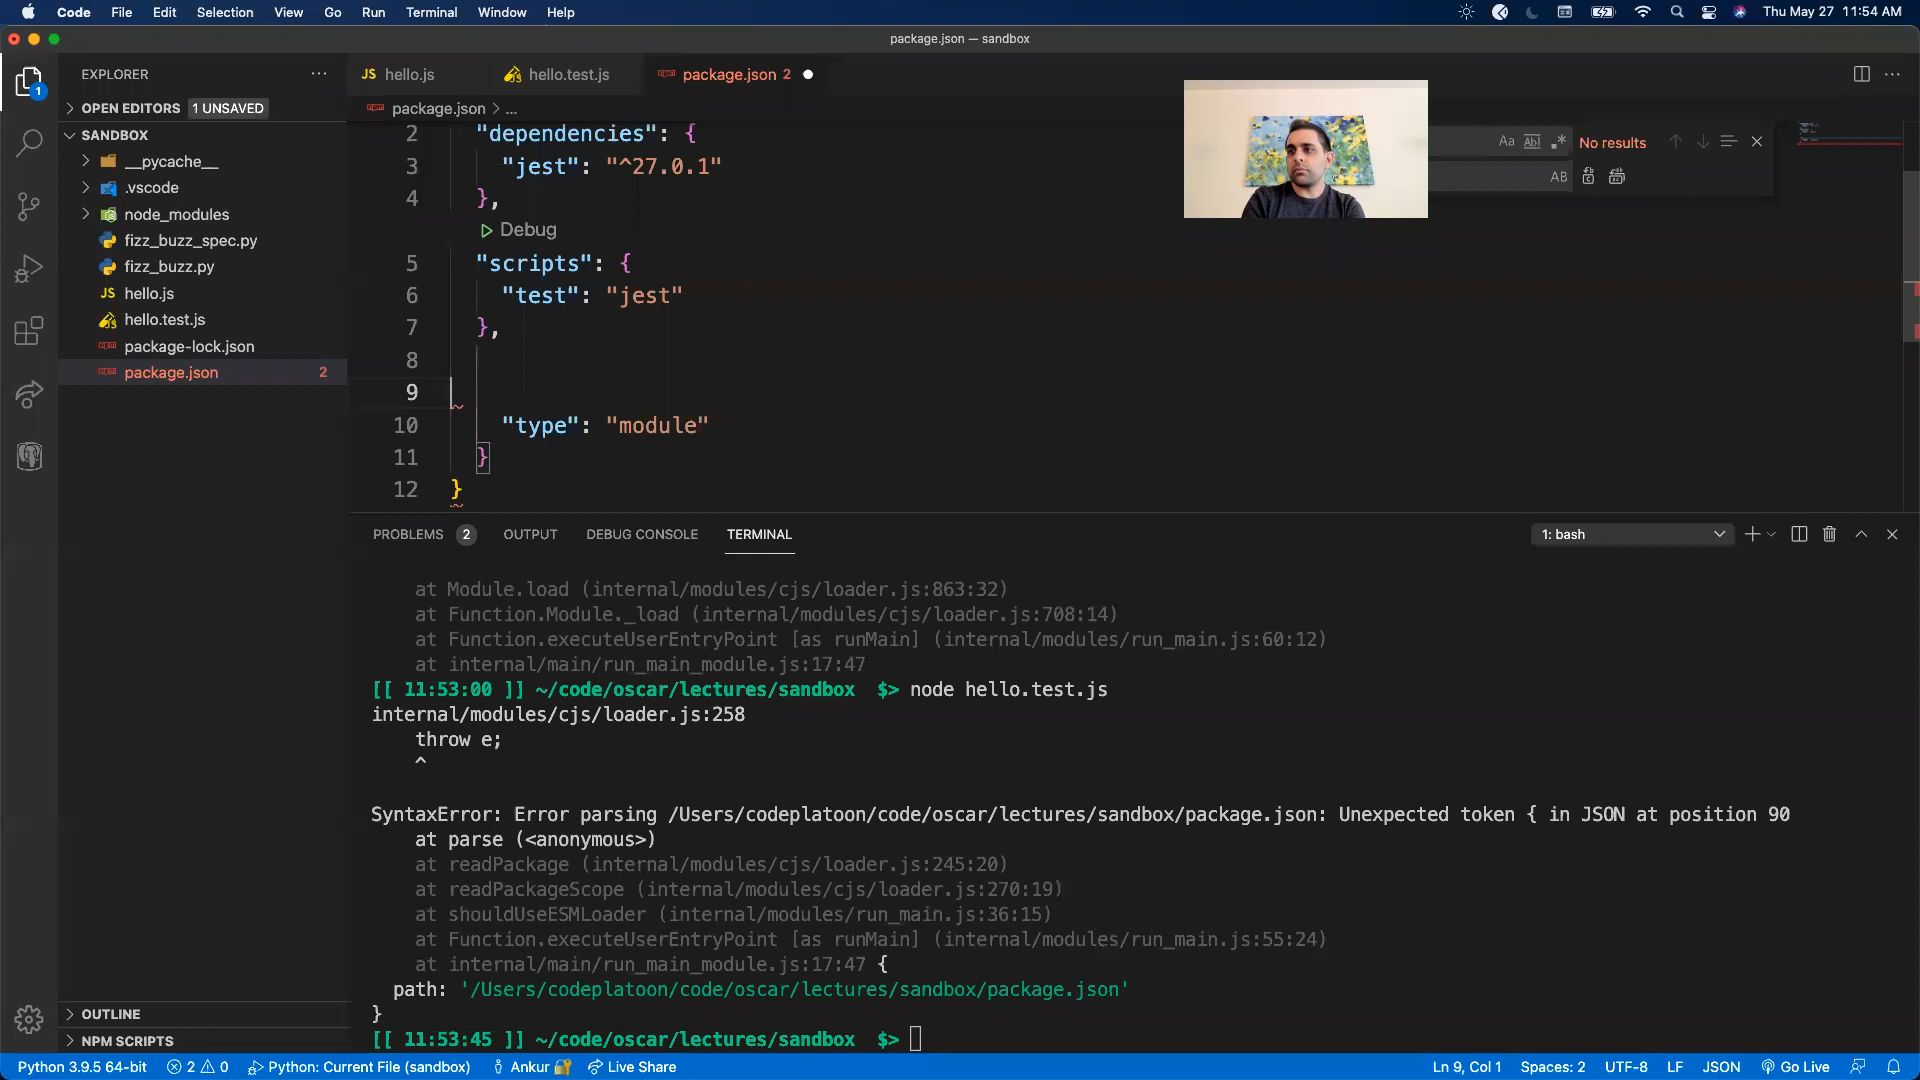 Code File Edit Selection View Go Run Terminal Window Help Thu May 27 11:54 AM
package.json — sandbox
EXPLORER ···
JS hello.js hello.test.js package.json 2
OPEN EDITORS 1 UNSAVED
package.json > ...
SANDBOX
__pycache__
.vscode
node_modules
fizz_buzz_spec.py
fizz_buzz.py
JS hello.js
hello.test.js
package-lock.json
package.json 2
1
Aa Abl .* No results
AB
2 "dependencies": {
3 "jest": "^27.0.1"
4 },
Debug
5 "scripts": {
6 "test": "jest"
7 },
8
9
10 "type": "module"
11 }
12 }
PROBLEMS 2 OUTPUT DEBUG CONSOLE TERMINAL 1: bash
at Module.load (internal/modules/cjs/loader.js:863:32)
at Function.Module._load (internal/modules/cjs/loader.js:708:14)
at Function.executeUserEntryPoint [as runMain] (internal/modules/run_main.js:60:12)
at internal/main/run_main_module.js:17:47
[[ 11:53:00 ]] ~/code/oscar/lectures/sandbox $> node hello.test.js
internal/modules/cjs/loader.js:258
throw e;
^
SyntaxError: Error parsing /Users/codeplatoon/code/oscar/lectures/sandbox/package.json: Unexpected token { in JSON at position 90
at parse (<anonymous>)
at readPackage (internal/modules/cjs/loader.js:245:20)
at readPackageScope (internal/modules/cjs/loader.js:270:19)
at shouldUseESMLoader (internal/modules/run_main.js:36:15)
at Function.executeUserEntryPoint [as runMain] (internal/modules/run_main.js:55:24)
at internal/main/run_main_module.js:17:47 {
path: '/Users/codeplatoon/code/oscar/lectures/sandbox/package.json'
}
[[ 11:53:45 ]] ~/code/oscar/lectures/sandbox $>
OUTLINE
NPM SCRIPTS
Python 3.9.5 64-bit 2 0 Python: Current File (sandbox) Ankur Live Share Ln 9, Col 1 Spaces: 2 UTF-8 LF JSON Go Live